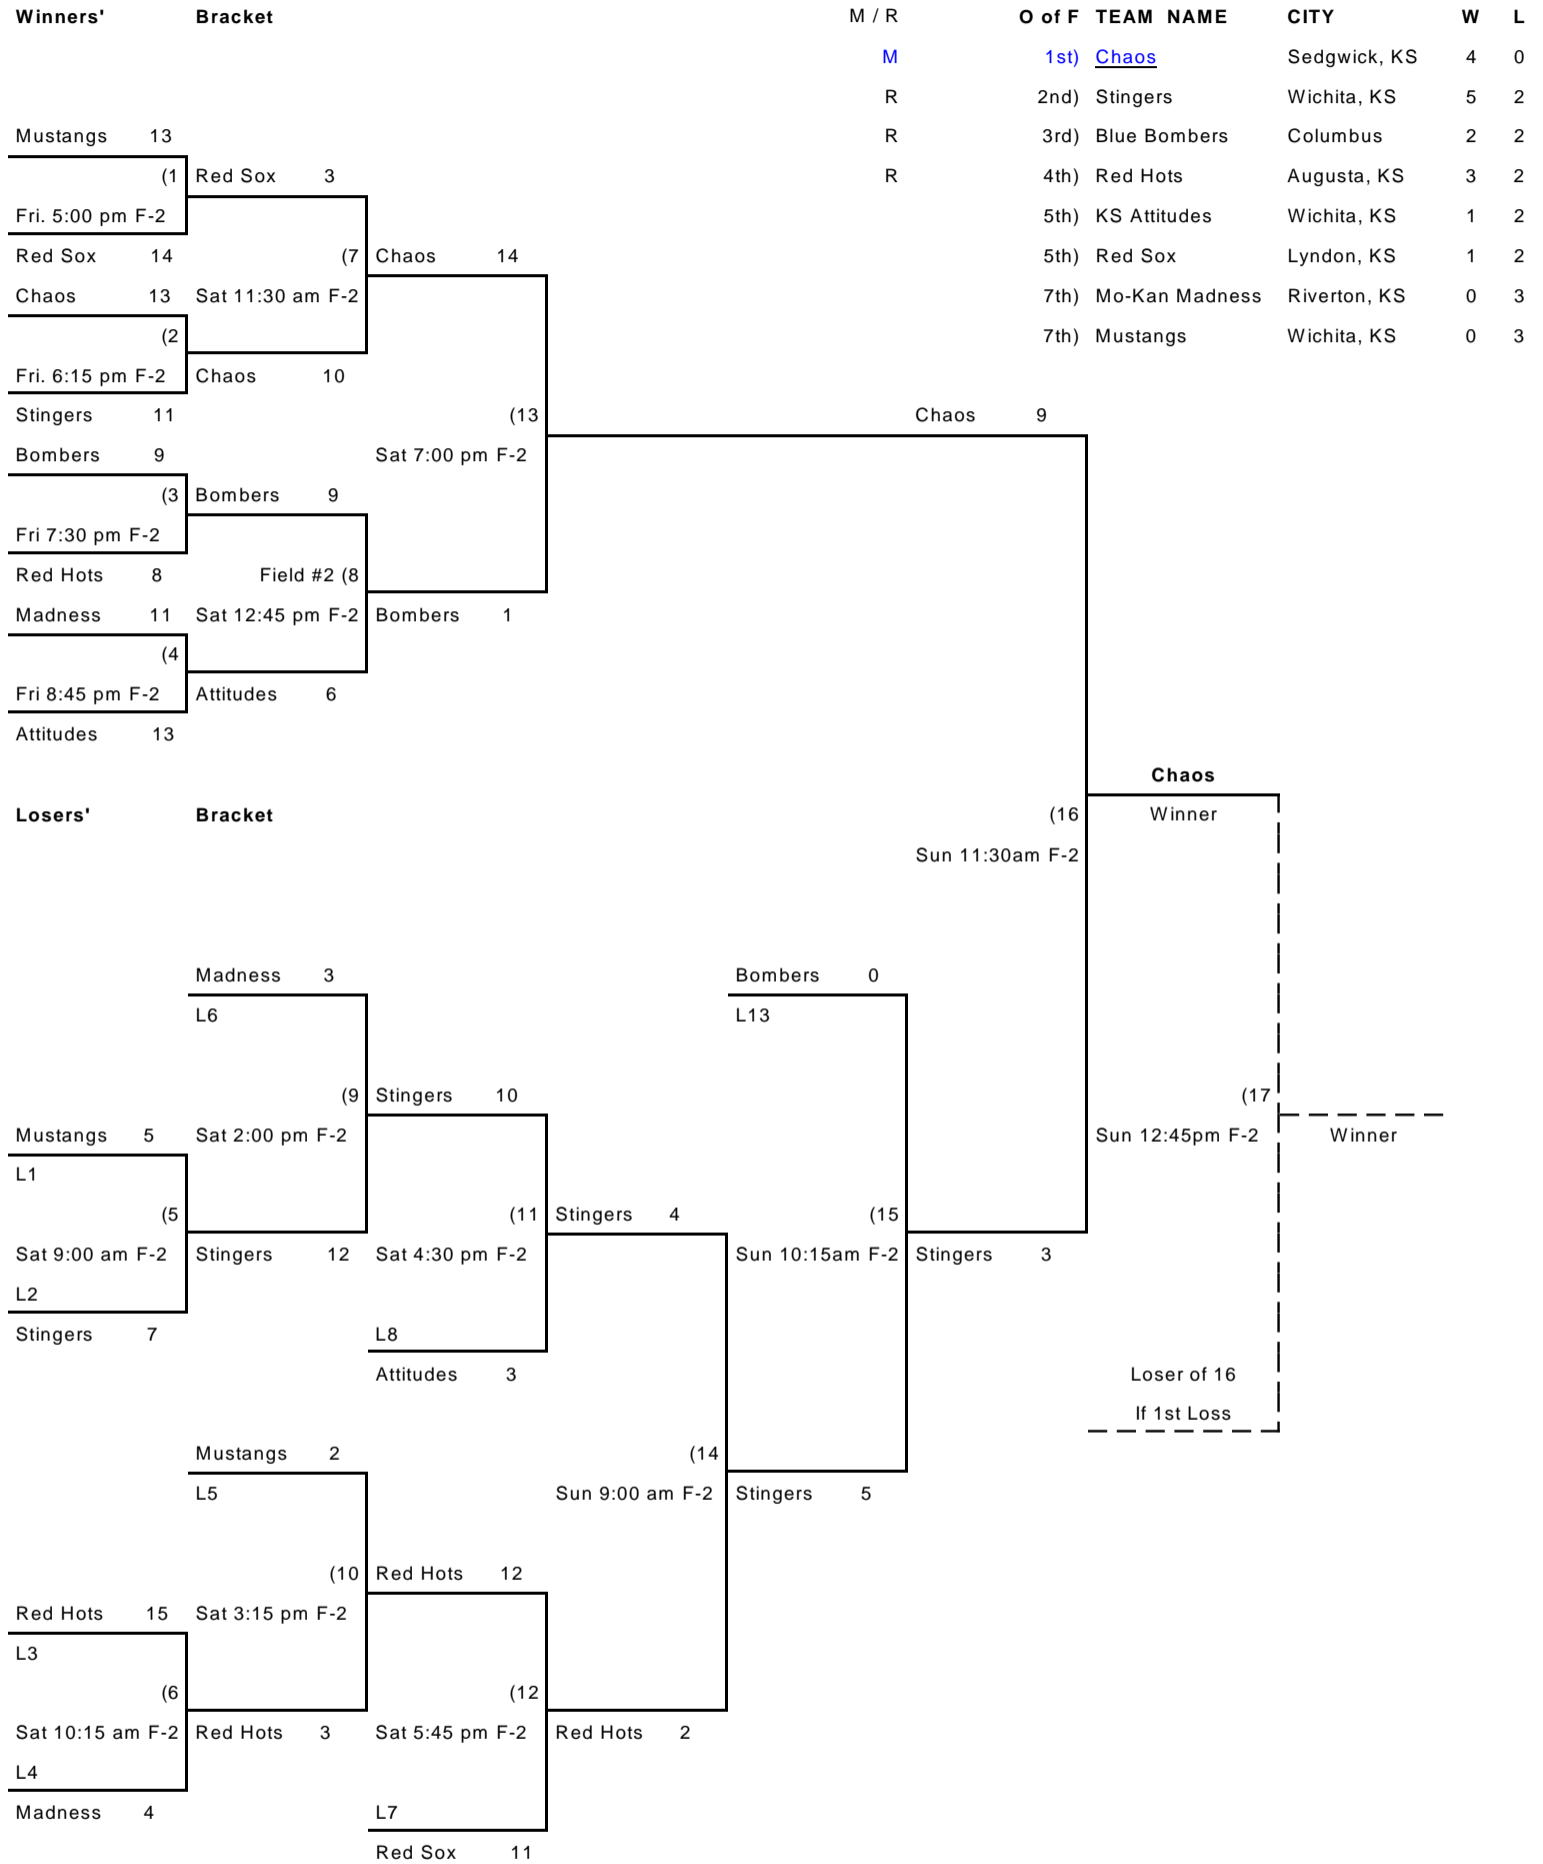 Winners' Bracket M / R O of F TEAM NAME CITY W L
M 1st) Chaos Sedgwick, KS 4 0
R 2nd) Stingers Wichita, KS 5 2
Mustangs 13 R 3rd) Blue Bombers Columbus 2 2
(1 Red Sox 3 R 4th) Red Hots Augusta, KS 3 2
Fri. 5:00 pm F-2 5th) KS Attitudes Wichita, KS 1 2
Red Sox 14 (7 Chaos 14 5th) Red Sox Lyndon, KS 1 2
Chaos 13 Sat 11:30 am F-2 7th) Mo-Kan Madness Riverton, KS 0 3
(2 7th) Mustangs Wichita, KS 0 3
Fri. 6:15 pm F-2 Chaos 10
Stingers 11 (13 Chaos 9
Bombers 9 Sat 7:00 pm F-2
(3 Bombers 9
Fri 7:30 pm F-2
Red Hots 8 Field #2 (8
Madness 11 Sat 12:45 pm F-2 Bombers 1
(4
Fri 8:45 pm F-2 Attitudes 6
Attitudes 13
Chaos
Losers' Bracket (16 Winner
Sun 11:30am F-2
Madness 3 Bombers 0
L6 L13
(9 Stingers 10 (17
Mustangs 5 Sat 2:00 pm F-2 Sun 12:45pm F-2 Winner
L1
(5 (11 Stingers 4 (15
Sat 9:00 am F-2 Stingers 12 Sat 4:30 pm F-2 Sun 10:15am F-2 Stingers 3
L2
Stingers 7 L8
Attitudes 3 Loser of 16
If 1st Loss
Mustangs 2 (14
L5 Sun 9:00 am F-2 Stingers 5
(10 Red Hots 12
Red Hots 15 Sat 3:15 pm F-2
L3
(6 (12
Sat 10:15 am F-2 Red Hots 3 Sat 5:45 pm F-2 Red Hots 2
L4
Madness 4 L7
Red Sox 11